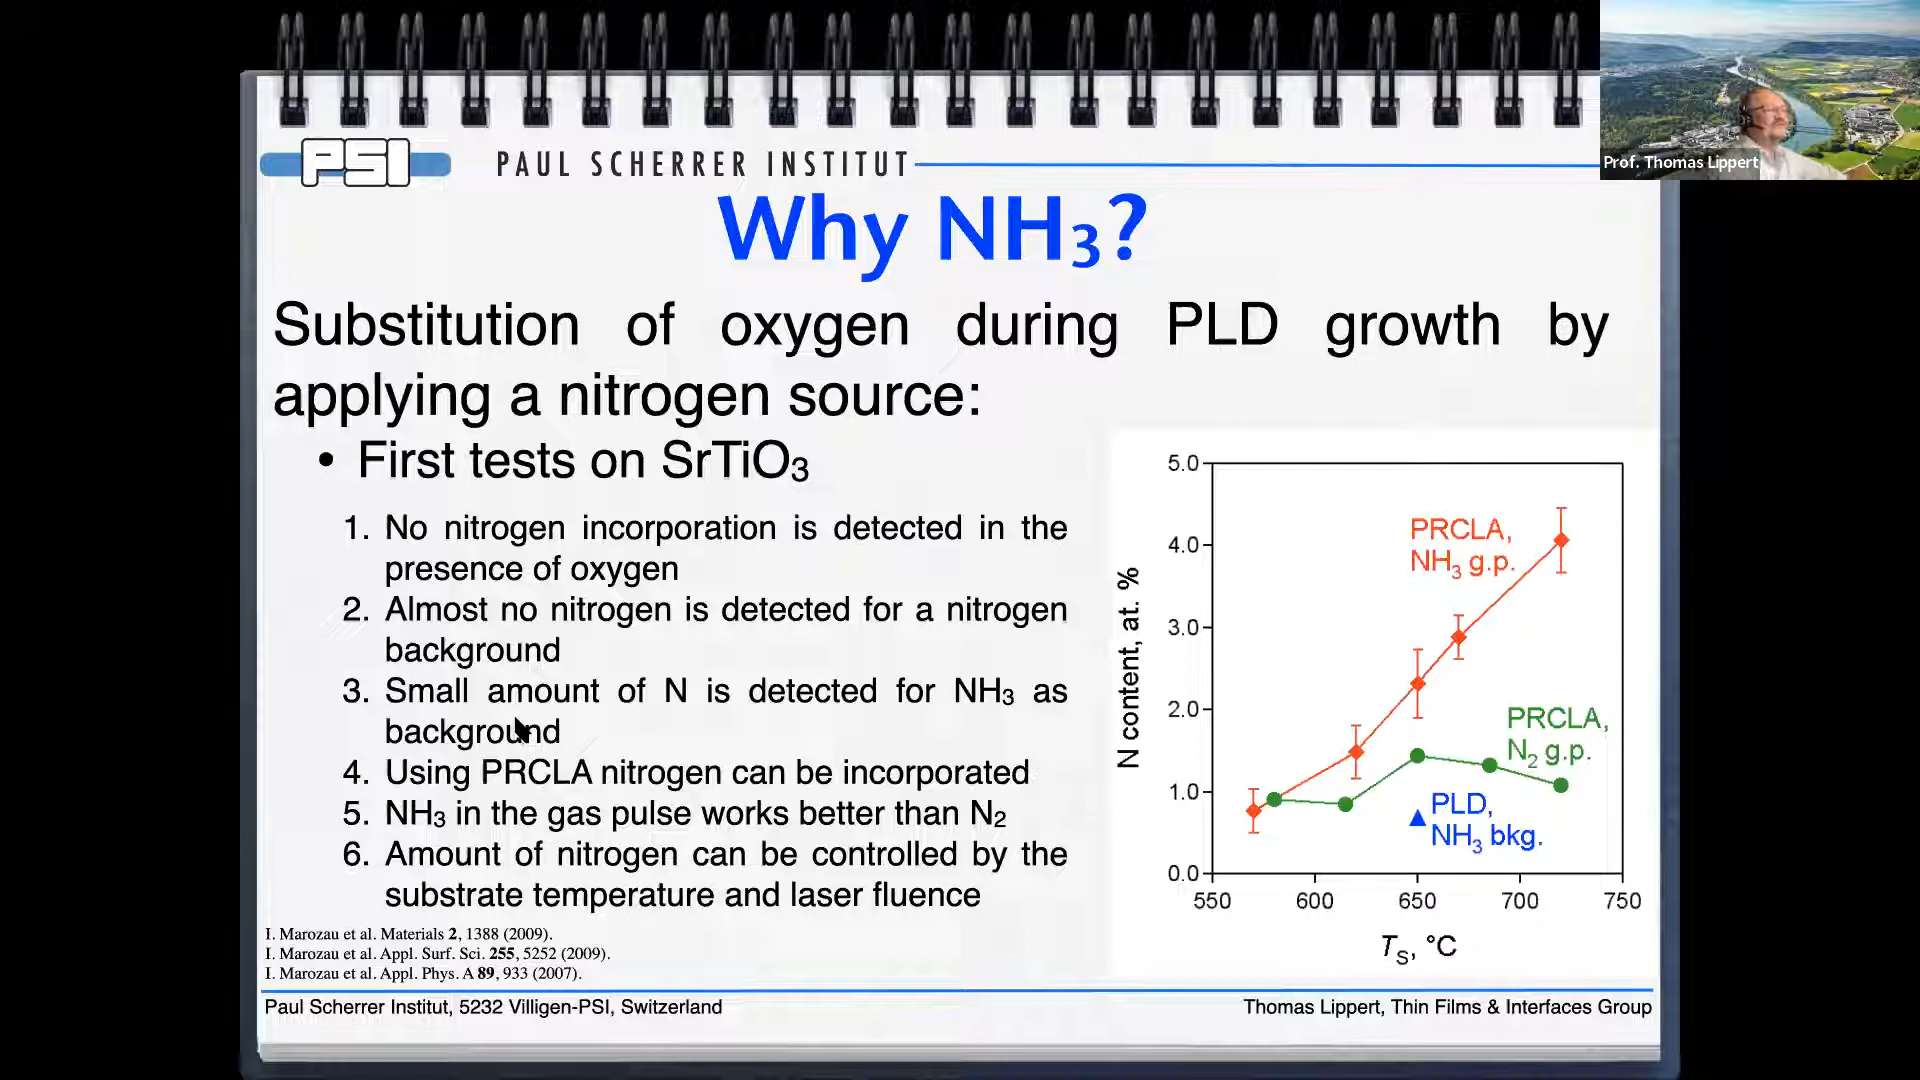 PSI
PAUL SCHERRER INSTITUT
Prof. Thomas Lippert
Why NH₃?
Substitution of oxygen during PLD growth by
applying a nitrogen source:
• First tests on SrTiO₃
1. No nitrogen incorporation is detected in the
presence of oxygen
2. Almost no nitrogen is detected for a nitrogen
background
3. Small amount of N is detected for NH₃ as
background
4. Using PRCLA nitrogen can be incorporated
5. NH₃ in the gas pulse works better than N₂
6. Amount of nitrogen can be controlled by the
substrate temperature and laser fluence
5.0
4.0
3.0
2.0
1.0
0.0
N content, at. %
PRCLA,
NH₃ g.p.
PRCLA,
N₂ g.p.
PLD,
NH₃ bkg.
550 600 650 700 750
T_S, °C
I. Marozau et al. Materials 2, 1388 (2009).
I. Marozau et al. Appl. Surf. Sci. 255, 5252 (2009).
I. Marozau et al. Appl. Phys. A 89, 933 (2007).
Paul Scherrer Institut, 5232 Villigen-PSI, Switzerland
Thomas Lippert, Thin Films & Interfaces Group